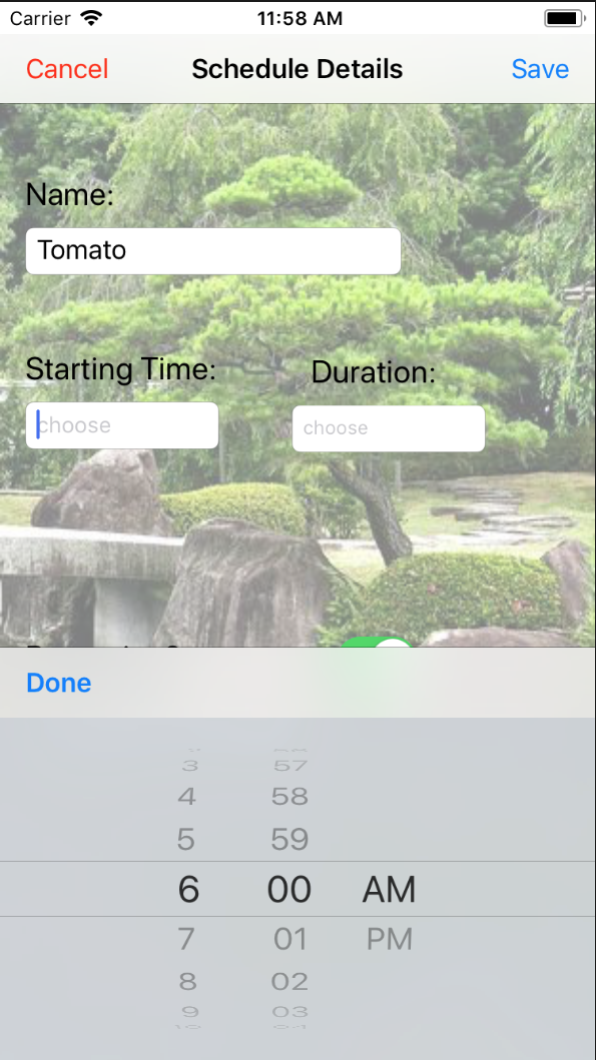 Carrier 11:58 AM
Cancel Schedule Details Save
Name:
Tomato
Starting Time: Duration:
choose choose
Done
3 57
4 58
5 59
6 00 AM
7 01 PM
8 02
9 03